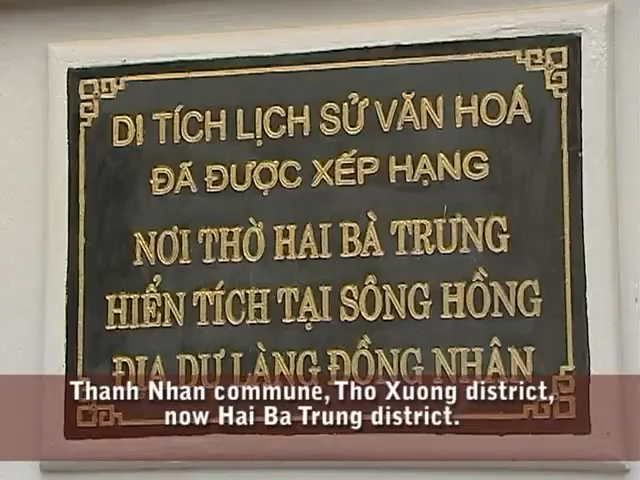 DI TÍCH LỊCH SỬ VĂN HOÁ
ĐÃ ĐƯỢC XẾP HẠNG
NƠI THỜ HAI BÀ TRƯNG
HIỂN TÍCH TẠI SÔNG HỒNG
ĐỊA DƯ LÀNG ĐỒNG NHÂN
Thanh Nhan commune, Tho Xuong district,
now Hai Ba Trung district.